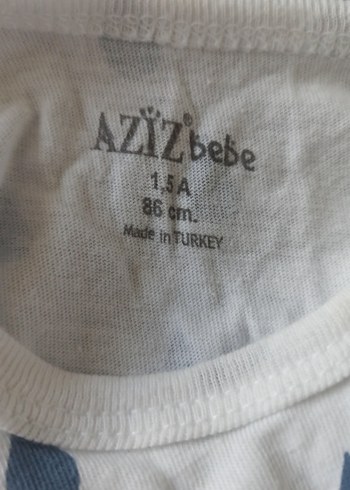 AZİZ® bebe
1,5 A
86 cm.
Made in TURKEY